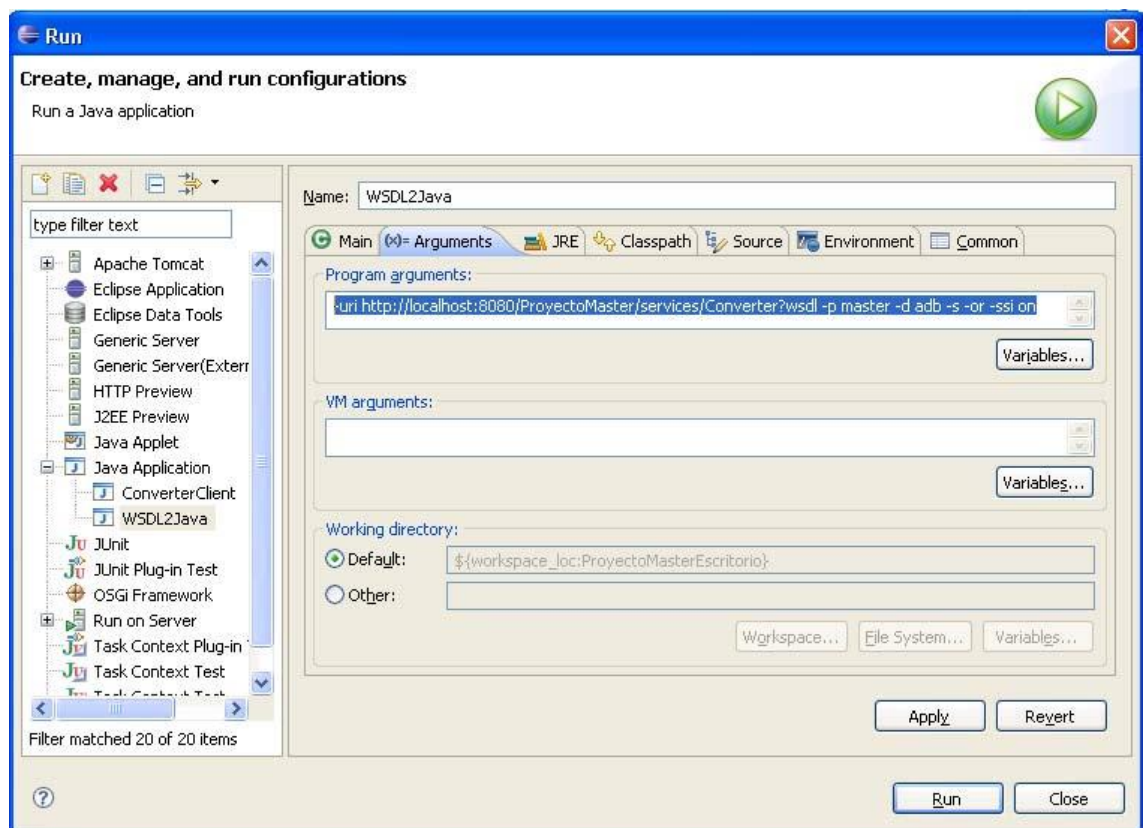 Run
Create, manage, and run configurations
Run a Java application
type filter text
Apache Tomcat
Eclipse Application
Eclipse Data Tools
Generic Server
Generic Server(Extern
HTTP Preview
J2EE Preview
Java Applet
Java Application
ConverterClient
WSDL2Java
JUnit
JUnit Plug-in Test
OSGi Framework
Run on Server
Task Context Plug-in
Task Context Test
Task Context Test
Filter matched 20 of 20 items
Name: WSDL2Java
Main (x)= Arguments JRE Classpath Source Environment Common
Program arguments:
-uri http://localhost:8080/ProyectoMaster/services/Converter?wsdl -p master -d adb -s -or -ssi on
Variables...
VM arguments:
Variables...
Working directory:
Default: ${workspace_loc:ProyectoMasterEscritorio}
Other:
Workspace... File System... Variables...
Apply Revert
Run Close